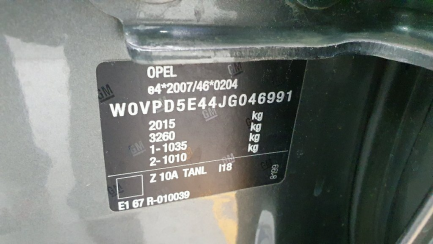 OPEL
e4*2007/46*0204
W0VPD5E44JG046991
2015 kg
3260 kg
1-1035 kg
2-1010 kg
Z 10A TANL I18
E1 67 R-010039
GM